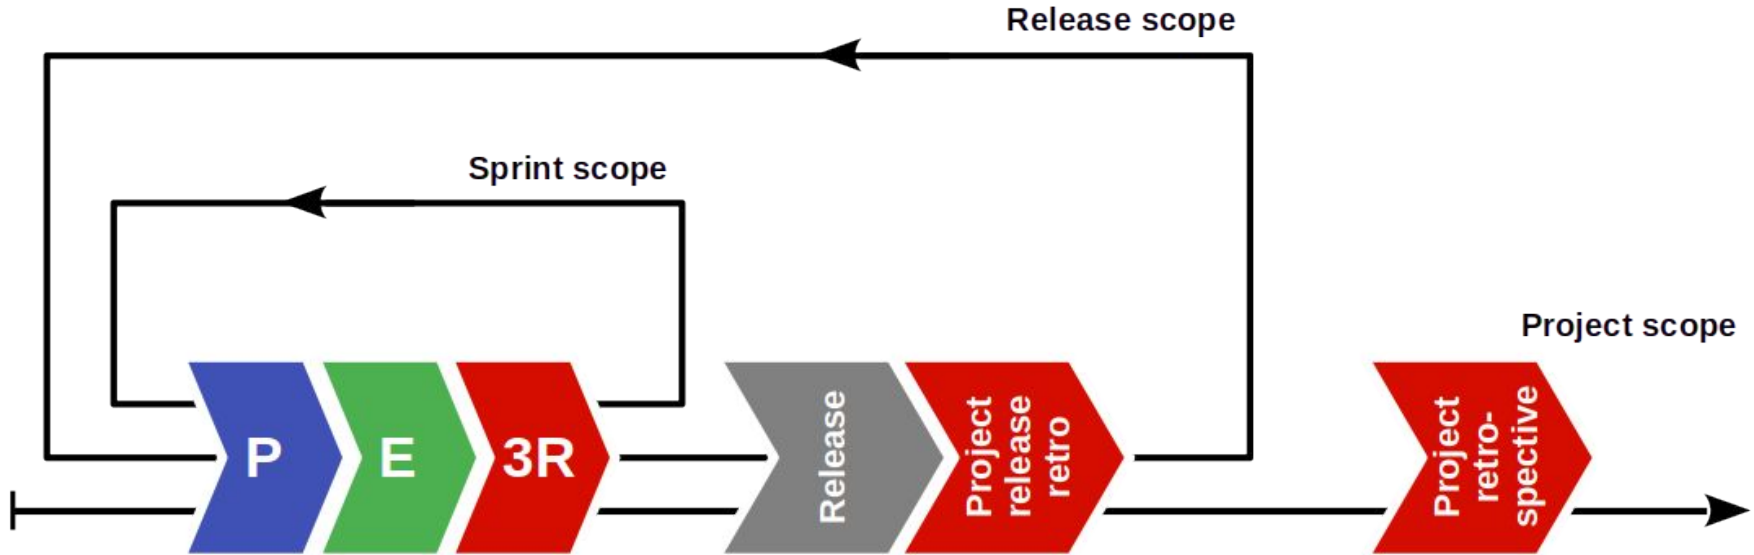 Release scope
Sprint scope
Project scope
P
E
3R
Release
Project
release
retro
Project
retro-
spective